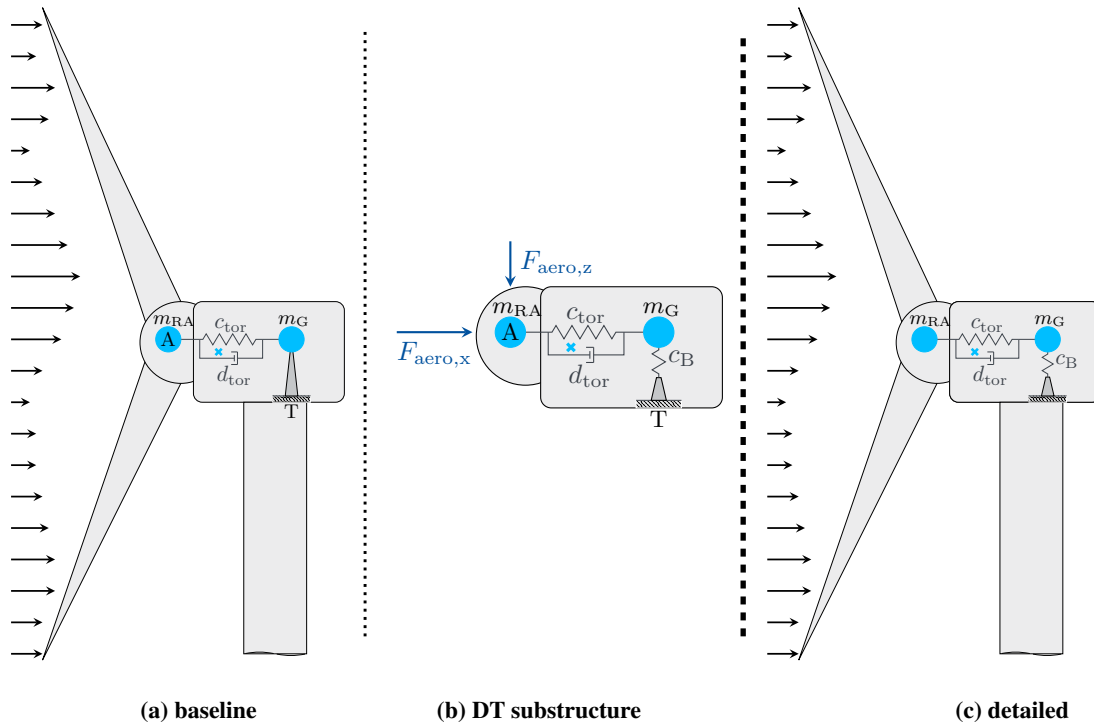 m_RA
c_tor
m_G
A
d_tor
T
F_aero,z
m_RA
c_tor
m_G
A
F_aero,x
c_B
d_tor
T
m_RA
c_tor
m_G
c_B
d_tor
(a) baseline
(b) DT substructure
(c) detailed